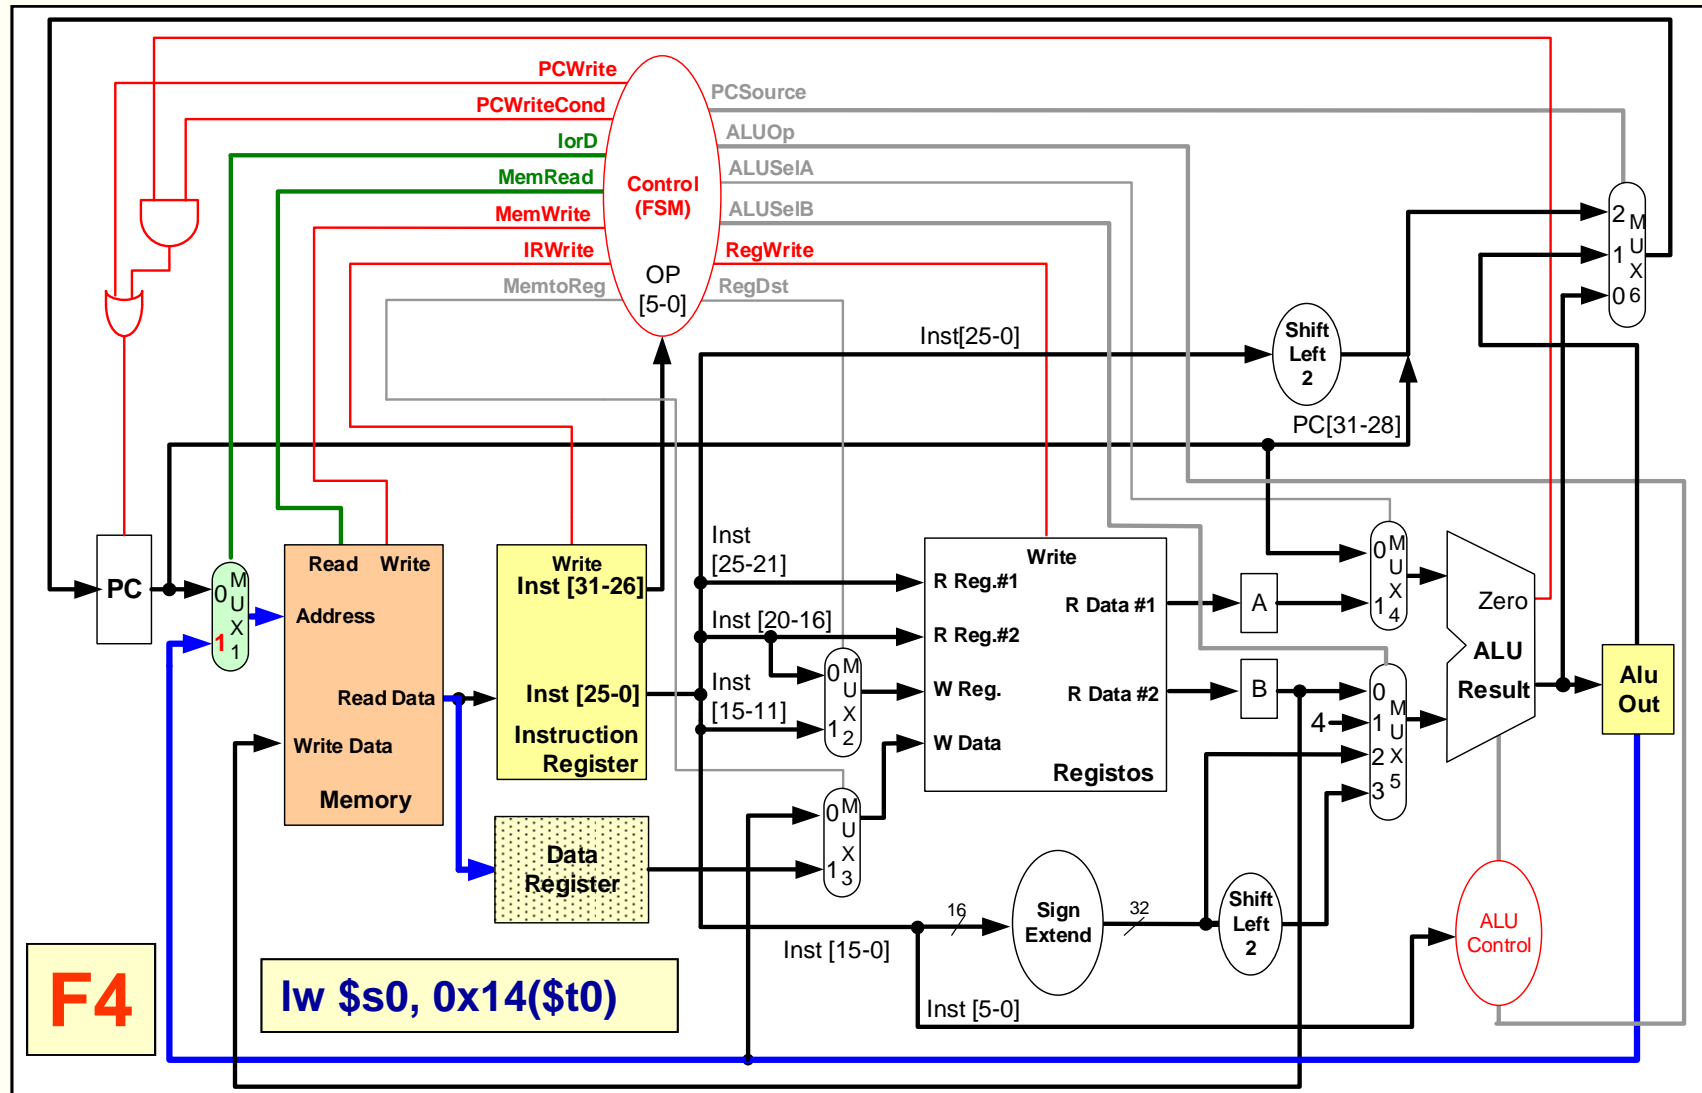 PCWrite
PCWriteCond
IorD
MemRead
MemWrite
IRWrite
MemtoReg
Control
(FSM)
OP
[5-0]
PCSource
ALUOp
ALUSelA
ALUSelB
RegWrite
RegDst
2
1
0
M
U
X
6
Inst[25-0]
Shift
Left
2
PC[31-28]
PC
0
1
M
U
X
1
Read Write
Address
Read Data
Write Data
Memory
Write
Inst [31-26]
Inst [25-0]
Instruction
Register
Data
Register
Inst
[25-21]
Inst [20-16]
Inst
[15-11]
0
1
M
U
X
2
0
1
M
U
X
3
Write
R Reg.#1
R Data #1
R Reg.#2
W Reg.
R Data #2
W Data
Registos
A
B
0
1
M
U
X
4
4
0
1
2
3
M
U
X
5
Zero
ALU
Result
Alu
Out
Inst [15-0]
16
Sign
Extend
32
Shift
Left
2
ALU
Control
Inst [5-0]
F4
lw $s0, 0x14($t0)